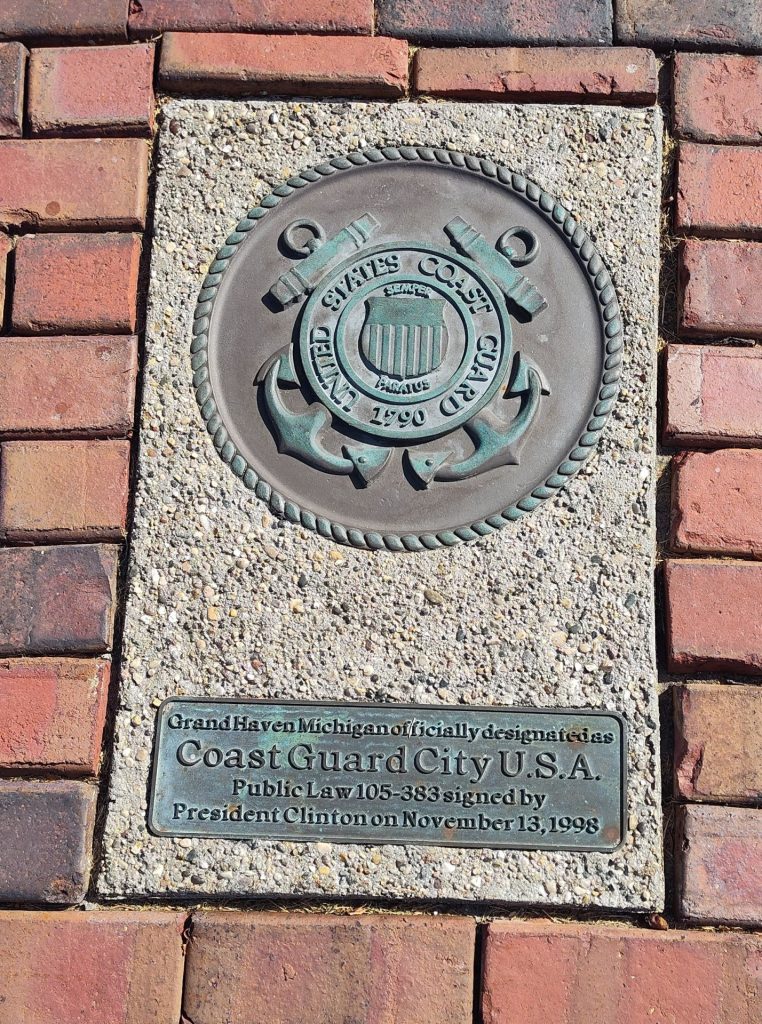 UNITED STATES COAST GUARD
SEMPER
PARATUS
1790
Grand Haven Michigan officially designated as
Coast Guard City U.S.A.
Public Law 105-383 signed by
President Clinton on November 13, 1998